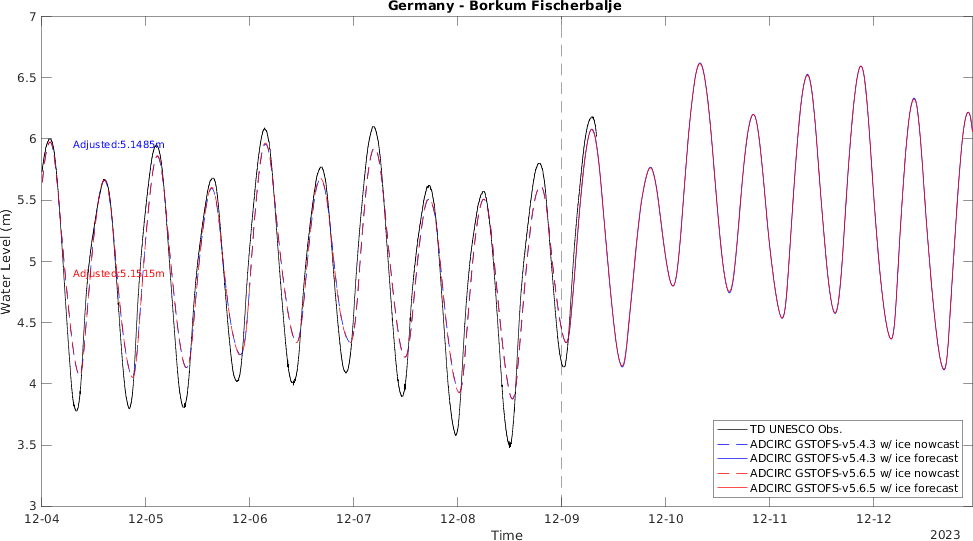 Germany - Borkum Fischerbalje
7
6.5
6
5.5
5
4.5
4
3.5
3
Water Level (m)
Adjusted:5.1485m
Adjusted:5.1515m
TD UNESCO Obs.
ADCIRC GSTOFS-v5.4.3 w/ ice nowcast
ADCIRC GSTOFS-v5.4.3 w/ ice forecast
ADCIRC GSTOFS-v5.6.5 w/ ice nowcast
ADCIRC GSTOFS-v5.6.5 w/ ice forecast
12-04 12-05 12-06 12-07 12-08 12-09 12-10 12-11 12-12
Time
2023